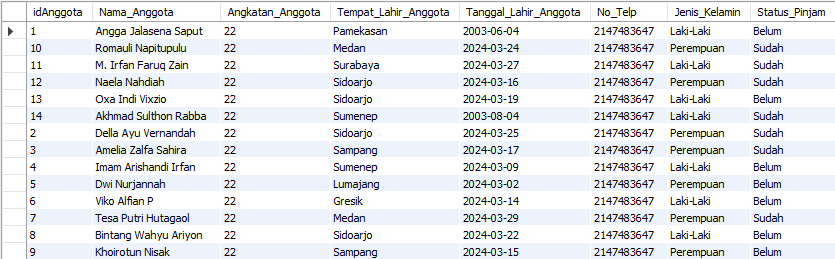 idAnggota Nama_Anggota Angkatan_Anggota Tempat_Lahir_Anggota Tanggal_Lahir_Anggota No_Telp Jenis_Kelamin Status_Pinjam
1 Angga Jalasena Saput 22 Pamekasan 2003-06-04 2147483647 Laki-Laki Belum
10 Romauli Napitupulu 22 Medan 2024-03-24 2147483647 Perempuan Sudah
11 M. Irfan Faruq Zain 22 Surabaya 2024-03-27 2147483647 Laki-Laki Sudah
12 Naela Nahdiah 22 Sidoarjo 2024-03-16 2147483647 Perempuan Sudah
13 Oxa Indi Vixzio 22 Sidoarjo 2024-03-19 2147483647 Laki-Laki Belum
14 Akhmad Sulthon Rabba 22 Sumenep 2003-08-04 2147483647 Laki-Laki Sudah
2 Della Ayu Vernandah 22 Sidoarjo 2024-03-25 2147483647 Perempuan Sudah
3 Amelia Zalfa Sahira 22 Sampang 2024-03-17 2147483647 Perempuan Sudah
4 Imam Arishandi Irfan 22 Sumenep 2024-03-09 2147483647 Laki-Laki Belum
5 Dwi Nurjannah 22 Lumajang 2024-03-02 2147483647 Perempuan Belum
6 Viko Alfian P 22 Gresik 2024-03-14 2147483647 Laki-Laki Belum
7 Tesa Putri Hutagaol 22 Medan 2024-03-29 2147483647 Perempuan Sudah
8 Bintang Wahyu Ariyon 22 Sidoarjo 2024-03-22 2147483647 Laki-Laki Belum
9 Khoirotun Nisak 22 Sampang 2024-03-15 2147483647 Perempuan Belum